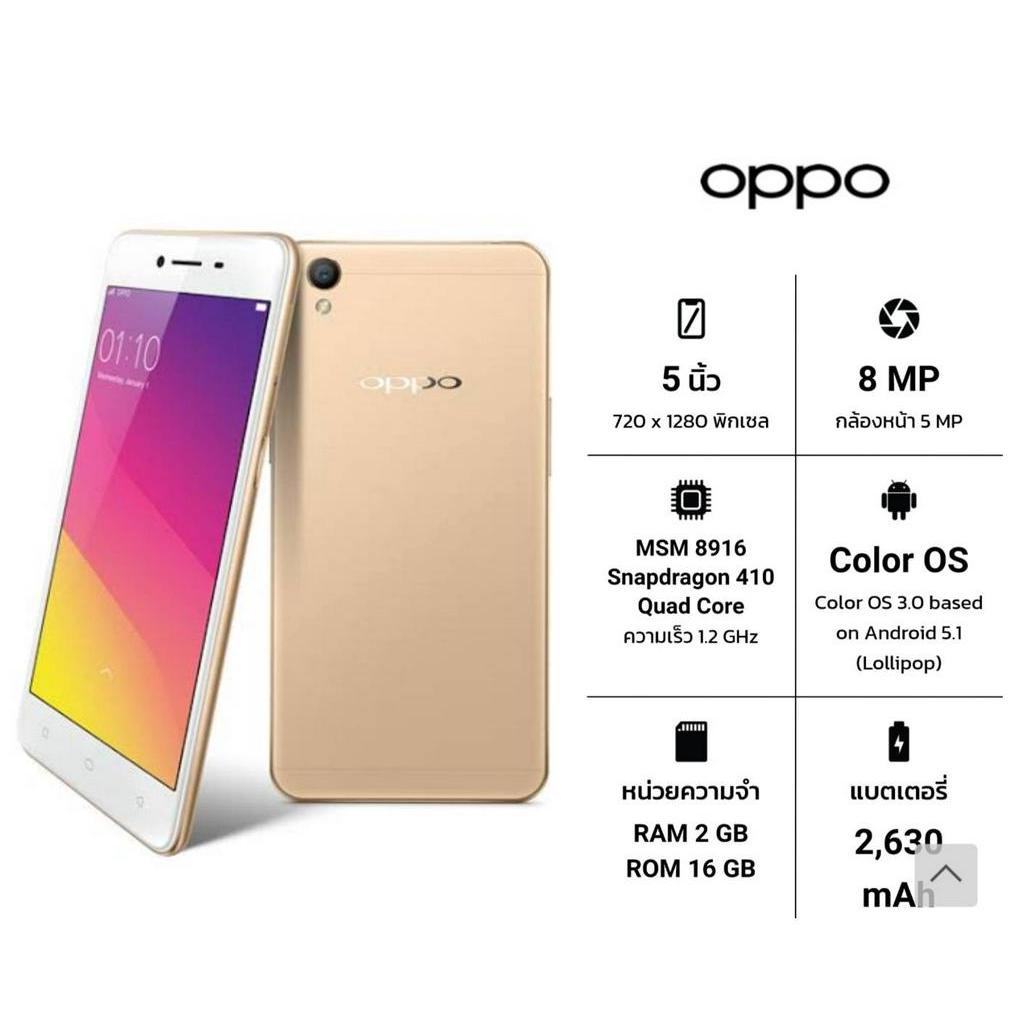 oppo
OPPO
01:10
Wednesday, January 1
oppo
5 นิ้ว
720 x 1280 พิกเซล
8 MP
กล้องหน้า 5 MP
MSM 8916
Snapdragon 410
Quad Core
ความเร็ว 1.2 GHz
Color OS
Color OS 3.0 based
on Android 5.1
(Lollipop)
หน่วยความจำ
RAM 2 GB
ROM 16 GB
แบตเตอรี่
2,630
mAh